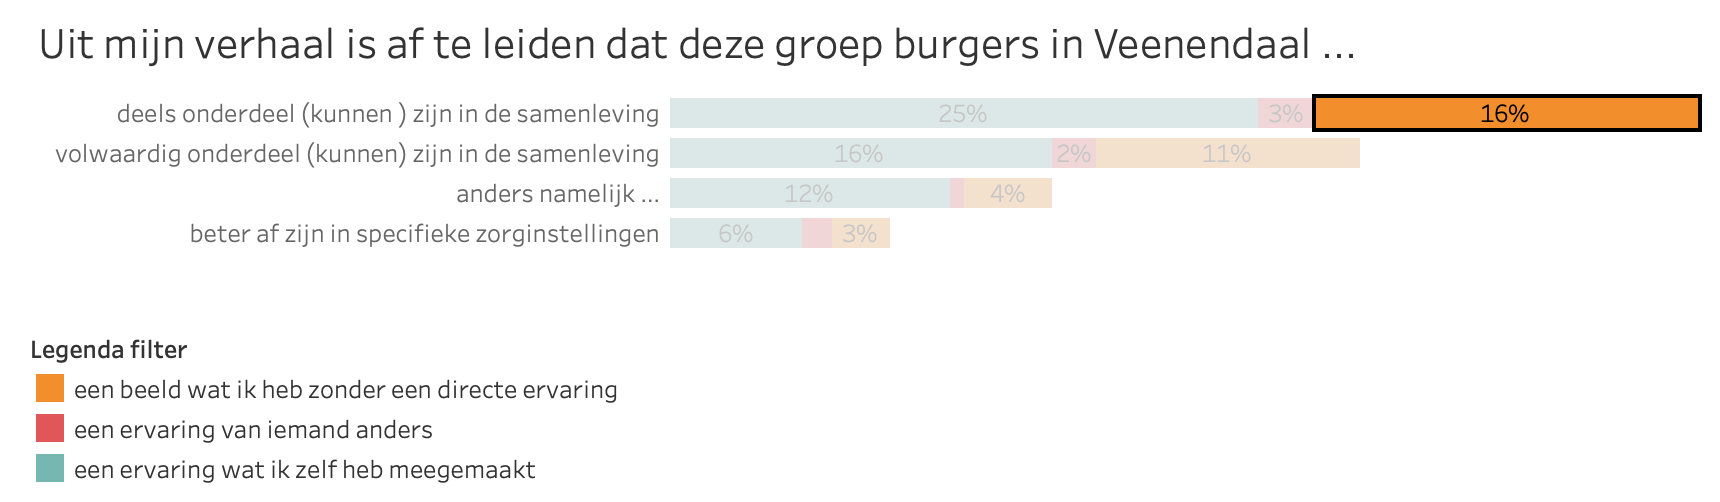 Uit mijn verhaal is af te leiden dat deze groep burgers in Veenendaal ...
deels onderdeel (kunnen ) zijn in de samenleving 25% 3% 16%
volwaardig onderdeel (kunnen) zijn in de samenleving 16% 2% 11%
anders namelijk ... 12% 4%
beter af zijn in specifieke zorginstellingen 6% 3%
Legenda filter
een beeld wat ik heb zonder een directe ervaring
een ervaring van iemand anders
een ervaring wat ik zelf heb meegemaakt